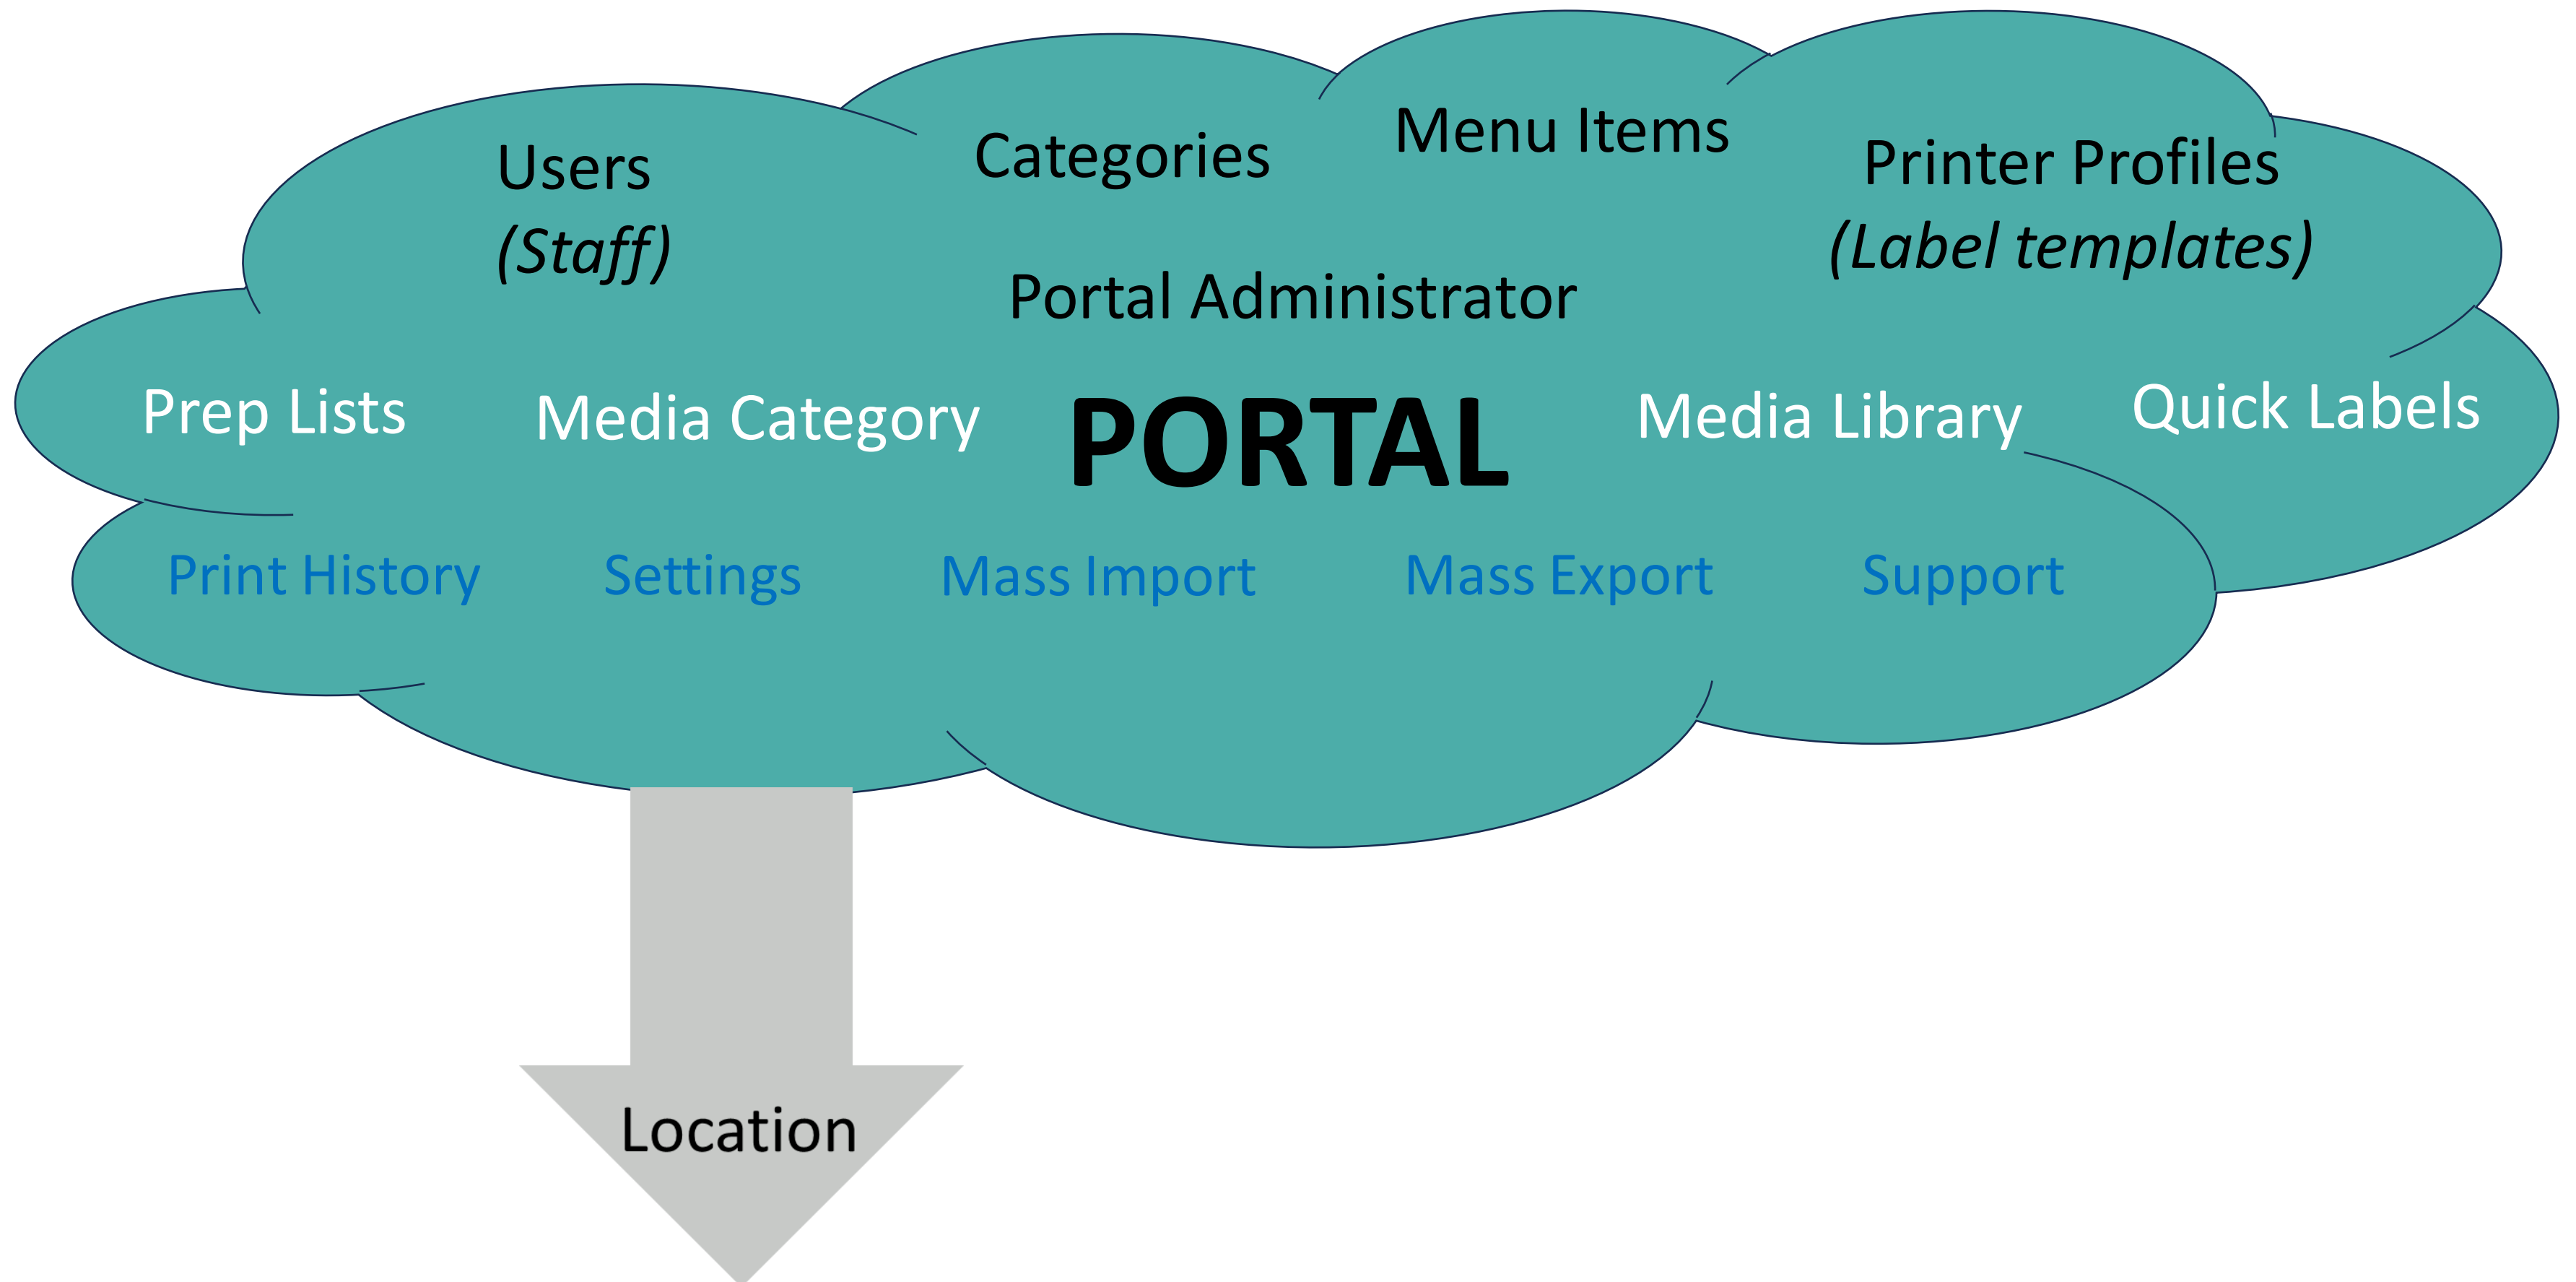 Users
(Staff)
Categories
Menu Items
Printer Profiles
(Label templates)
Portal Administrator
Prep Lists
Media Category
PORTAL
Media Library
Quick Labels
Print History
Settings
Mass Import
Mass Export
Support
Location